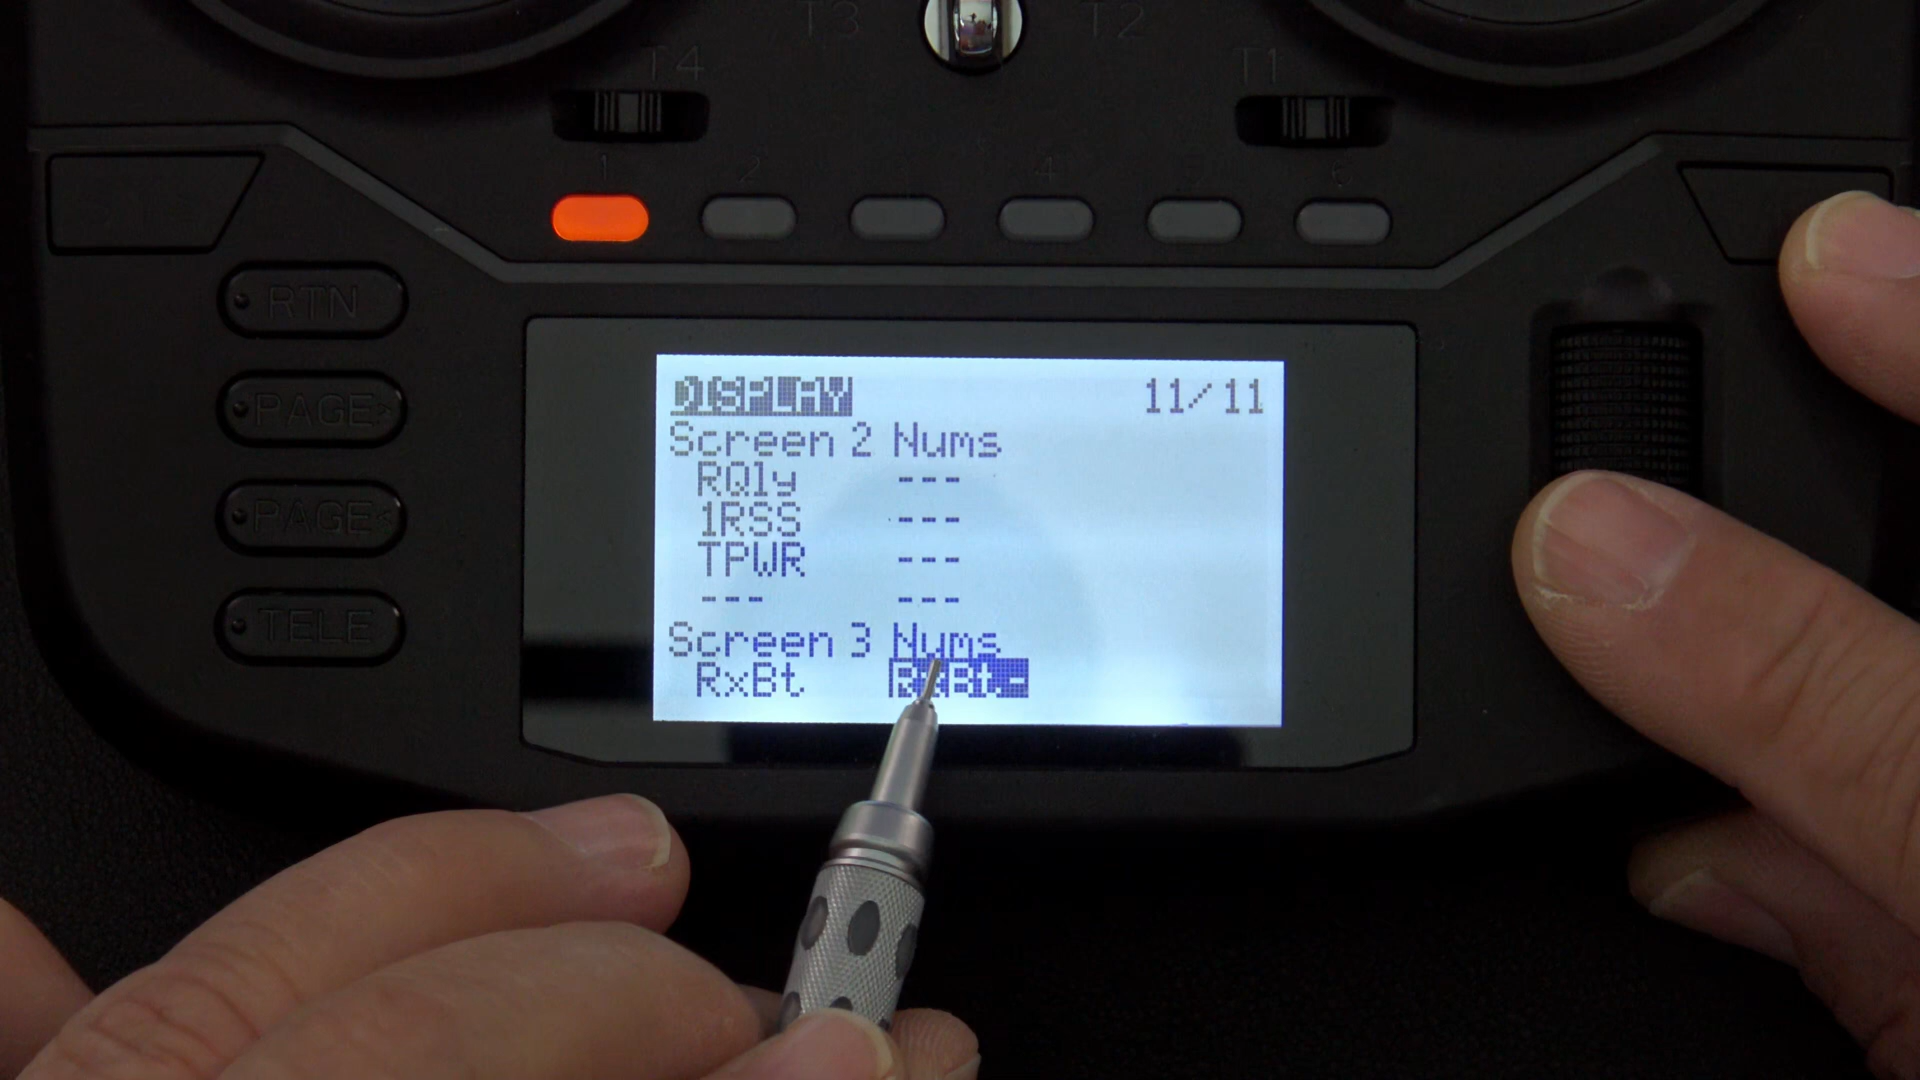 T3
T2
T4
T1
1
2
4
6
RTN
PAGE>
PAGE<
TELE
DISPLAY 11/11
Screen 2 Nums
RQly ---
1RSS ---
TPWR ---
--- ---
Screen 3 Nums
RxBt RxBt-